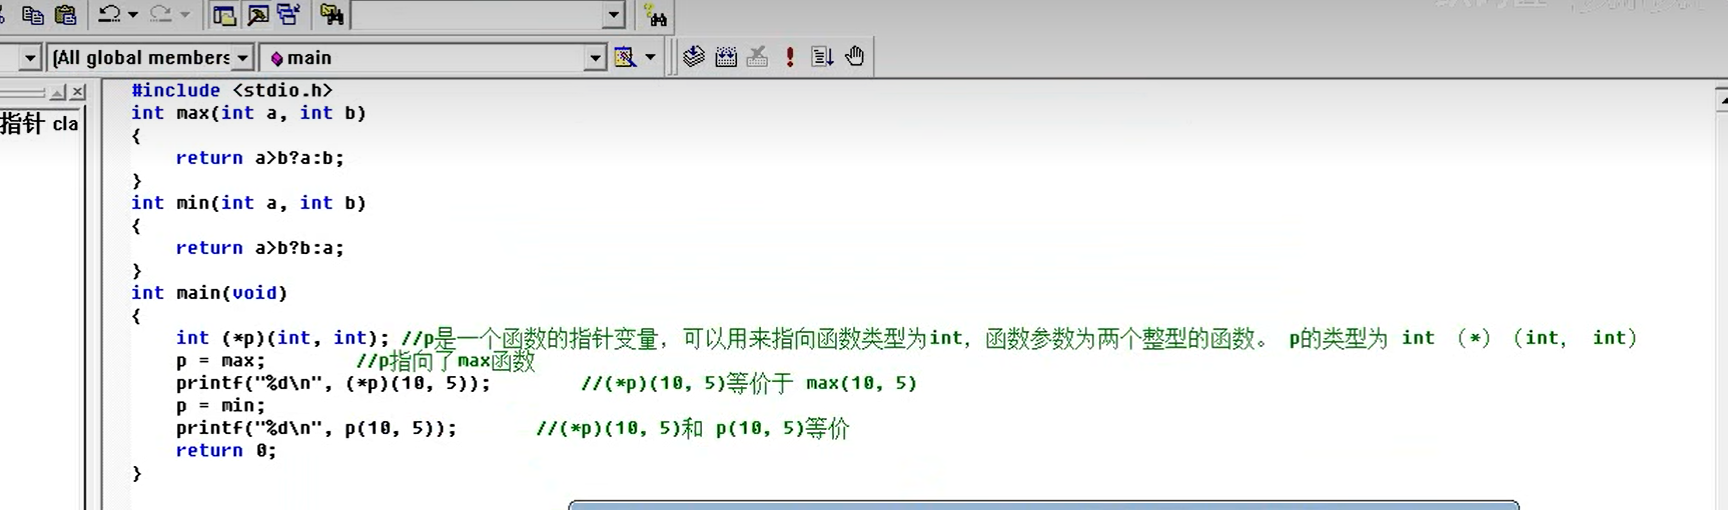 (All global members
main
指针 cla
#include <stdio.h>
int max(int a, int b)
{
return a>b?a:b;
}
int min(int a, int b)
{
return a>b?b:a;
}
int main(void)
{
int (*p)(int, int); //p是一个函数的指针变量，可以用来指向函数类型为int，函数参数为两个整型的函数。 p的类型为 int （*）（int， int）
p = max; //p指向了max函数
printf("%d\n", (*p)(10, 5)); //(*p)(10, 5)等价于 max(10, 5)
p = min;
printf("%d\n", p(10, 5)); //(*p)(10, 5)和 p(10, 5)等价
return 0;
}